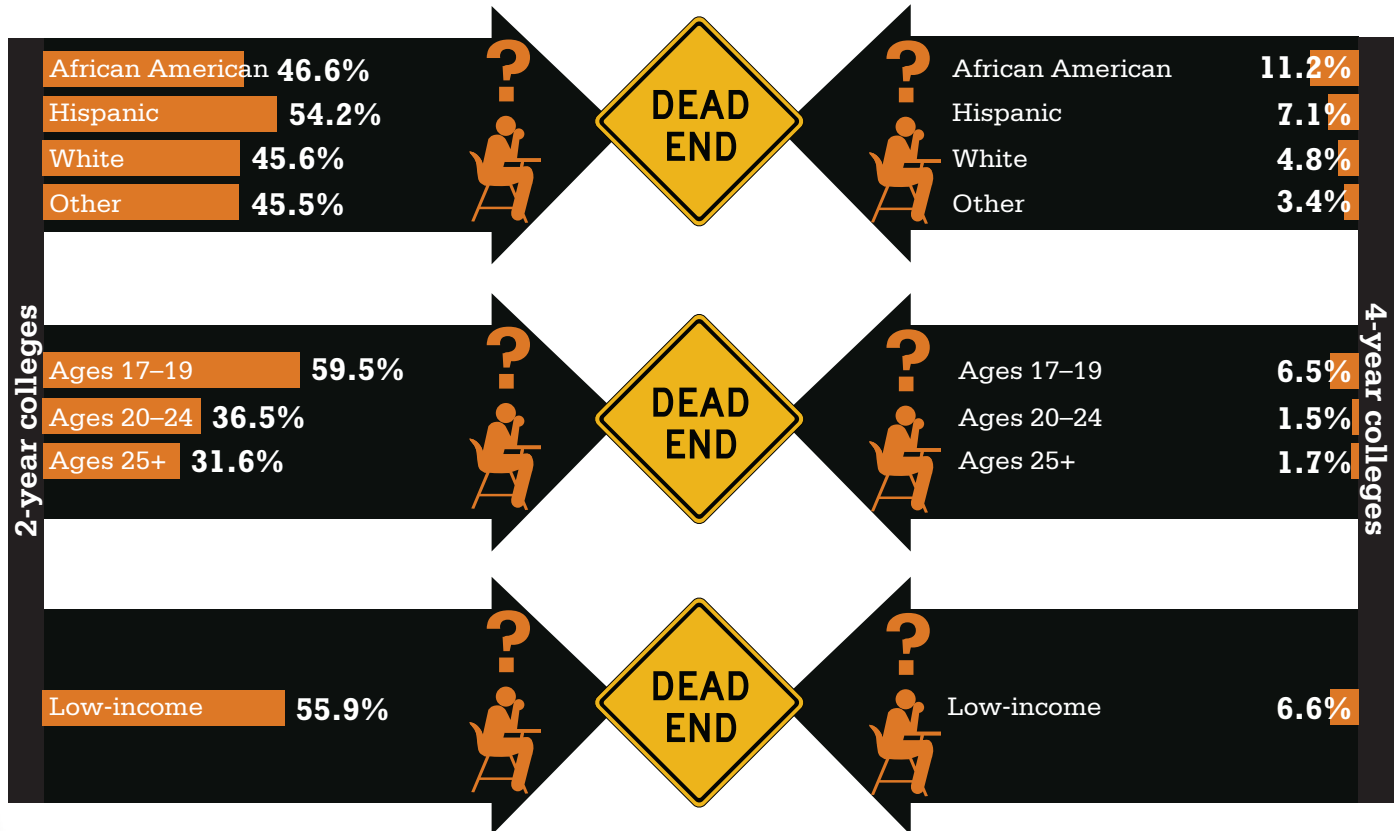 2-year colleges
African American 46.6%
Hispanic 54.2%
White 45.6%
Other 45.5%
?
DEAD
END
?
African American 11.2%
Hispanic 7.1%
White 4.8%
Other 3.4%
Ages 17–19 59.5%
Ages 20–24 36.5%
Ages 25+ 31.6%
?
DEAD
END
?
Ages 17–19 6.5%
Ages 20–24 1.5%
Ages 25+ 1.7%
Low-income 55.9%
?
DEAD
END
?
Low-income 6.6%
4-year colleges